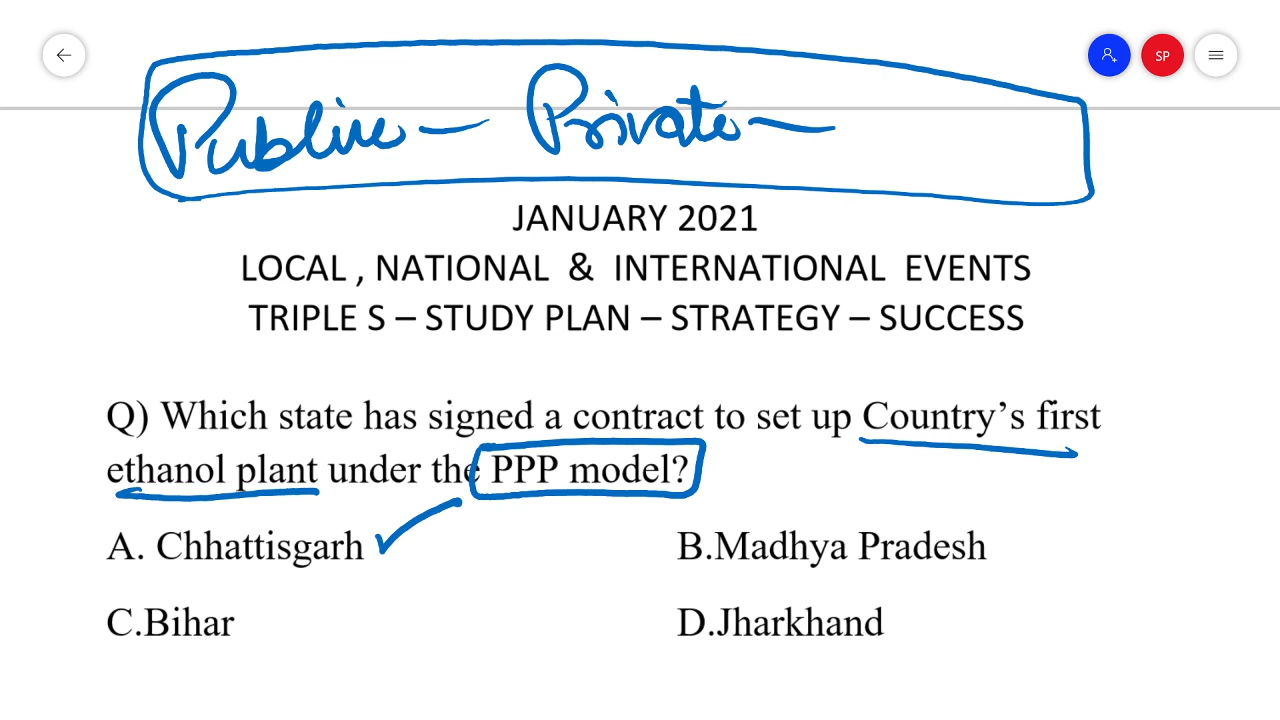 SP
Public - Private -
JANUARY 2021
LOCAL , NATIONAL & INTERNATIONAL EVENTS
TRIPLE S – STUDY PLAN – STRATEGY – SUCCESS
Q) Which state has signed a contract to set up Country’s first
ethanol plant under the PPP model?
A. Chhattisgarh ✓
B.Madhya Pradesh
C.Bihar
D.Jharkhand